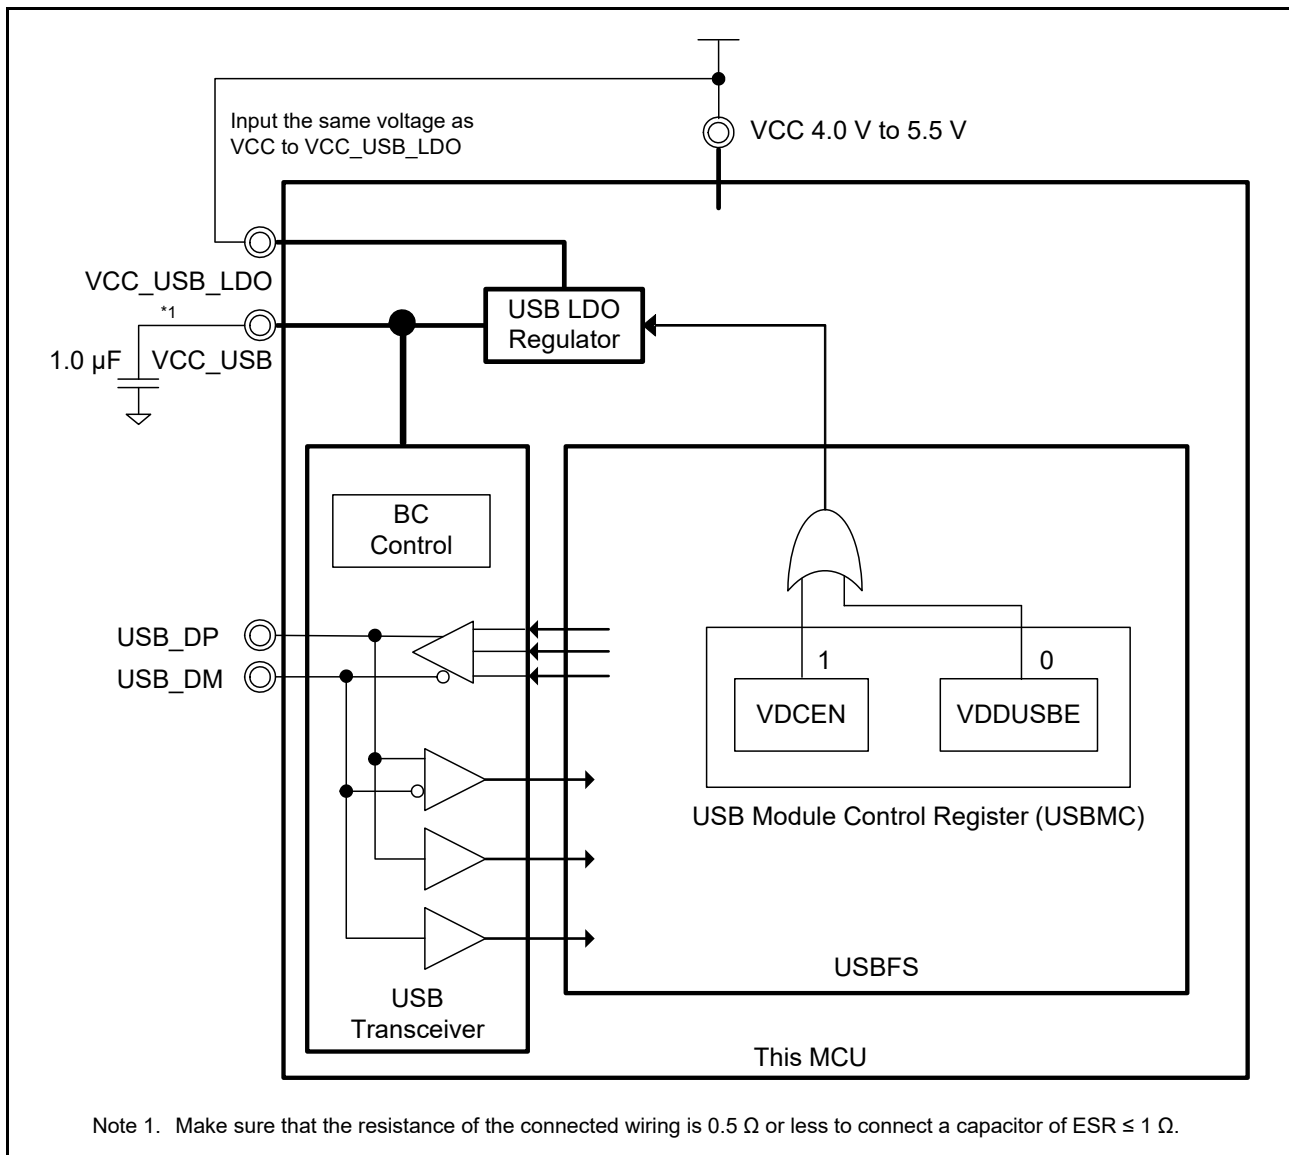 Input the same voltage as
VCC to VCC_USB_LDO
VCC 4.0 V to 5.5 V
VCC_USB_LDO
*1
1.0 µF
VCC_USB
USB LDO
Regulator
BC
Control
USB_DP
USB_DM
1
0
VDCEN
VDDUSBE
USB Module Control Register (USBMC)
USBFS
USB
Transceiver
This MCU
Note 1. Make sure that the resistance of the connected wiring is 0.5 Ω or less to connect a capacitor of ESR ≤ 1 Ω.